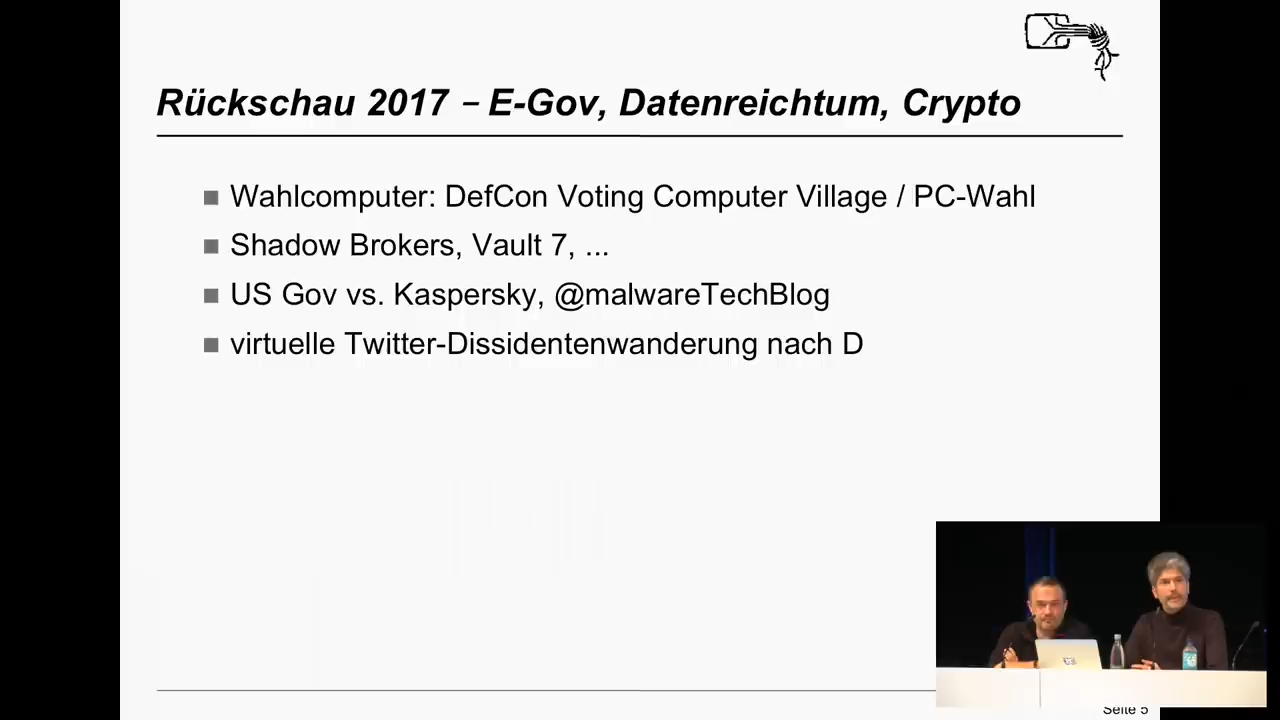 Rückschau 2017 – E-Gov, Datenreichtum, Crypto
Wahlcomputer: DefCon Voting Computer Village / PC-Wahl
Shadow Brokers, Vault 7, ...
US Gov vs. Kaspersky, @malwareTechBlog
virtuelle Twitter-Dissidentenwanderung nach D
Seite 5